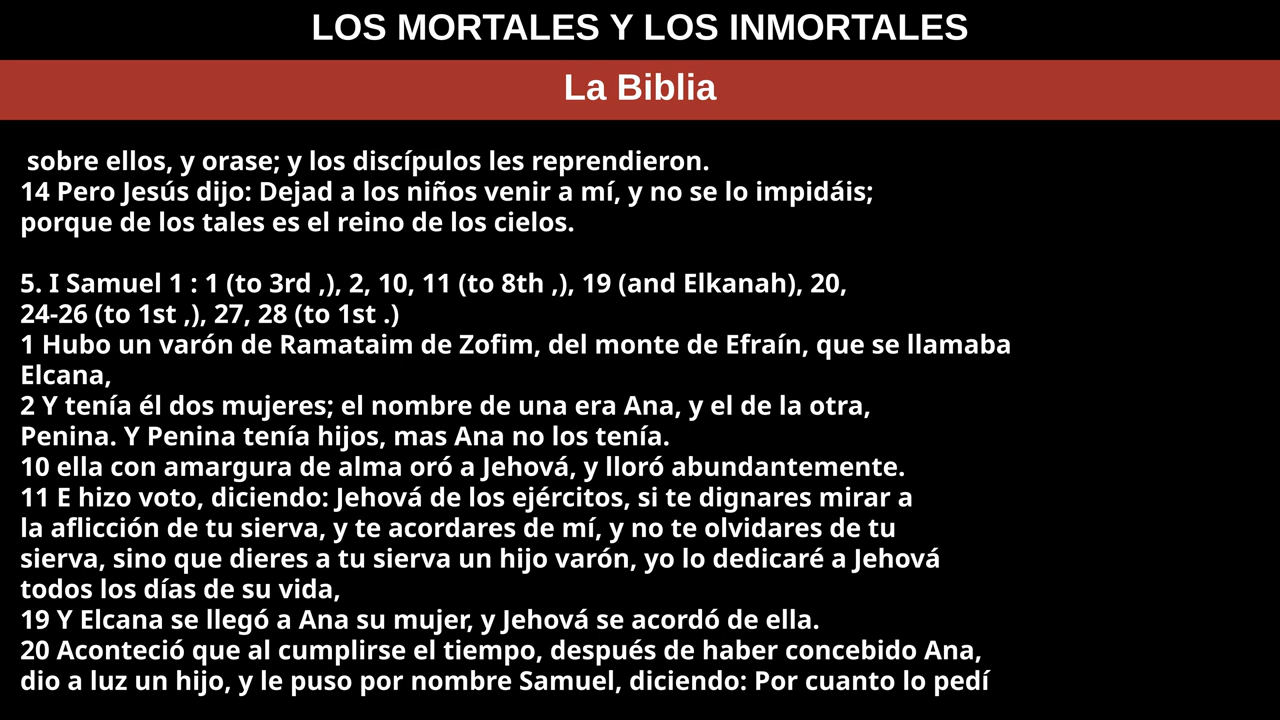 LOS MORTALES Y LOS INMORTALES
La Biblia
sobre ellos, y orase; y los discípulos les reprendieron.
14 Pero Jesús dijo: Dejad a los niños venir a mí, y no se lo impidáis;
porque de los tales es el reino de los cielos.
5. I Samuel 1 : 1 (to 3rd ,), 2, 10, 11 (to 8th ,), 19 (and Elkanah), 20,
24-26 (to 1st ,), 27, 28 (to 1st .)
1 Hubo un varón de Ramataim de Zofim, del monte de Efraín, que se llamaba
Elcana,
2 Y tenía él dos mujeres; el nombre de una era Ana, y el de la otra,
Penina. Y Penina tenía hijos, mas Ana no los tenía.
10 ella con amargura de alma oró a Jehová, y lloró abundantemente.
11 E hizo voto, diciendo: Jehová de los ejércitos, si te dignares mirar a
la aflicción de tu sierva, y te acordares de mí, y no te olvidares de tu
sierva, sino que dieres a tu sierva un hijo varón, yo lo dedicaré a Jehová
todos los días de su vida,
19 Y Elcana se llegó a Ana su mujer, y Jehová se acordó de ella.
20 Aconteció que al cumplirse el tiempo, después de haber concebido Ana,
dio a luz un hijo, y le puso por nombre Samuel, diciendo: Por cuanto lo pedí